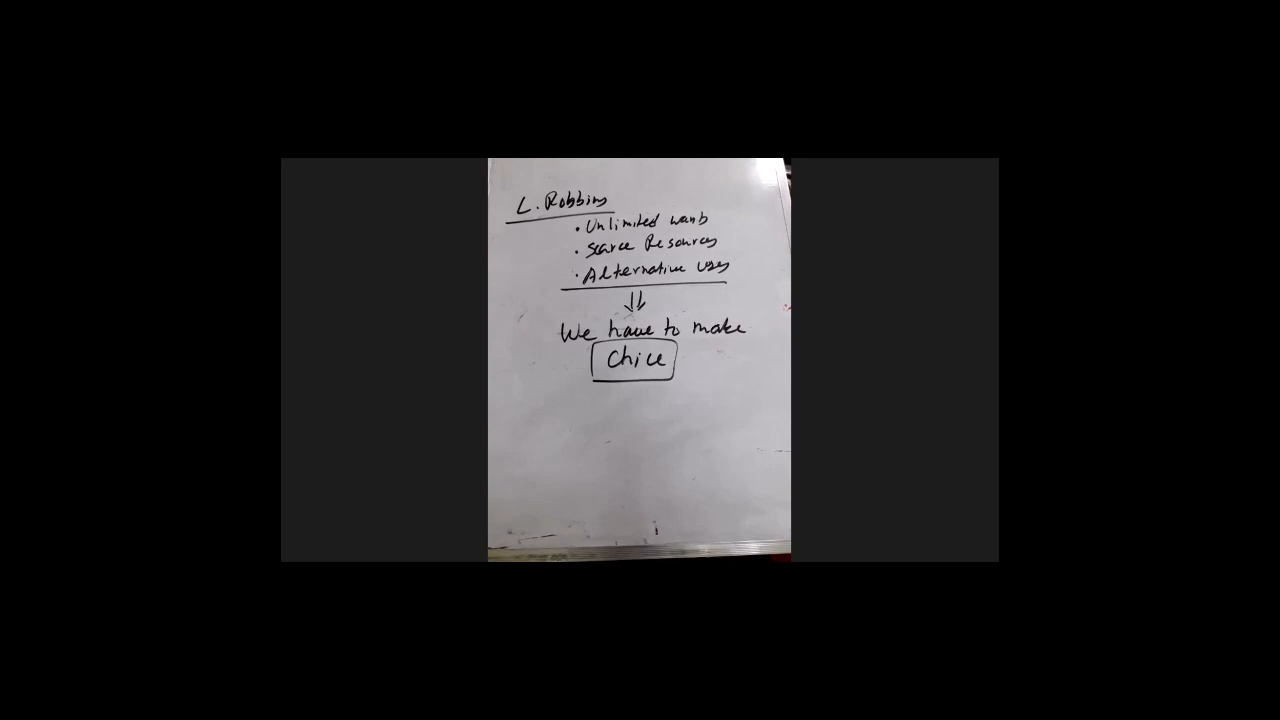 L. Robbins
• Unlimited wants
• Scarce Resources
• Alternative uses
⇓
We have to make
Chice